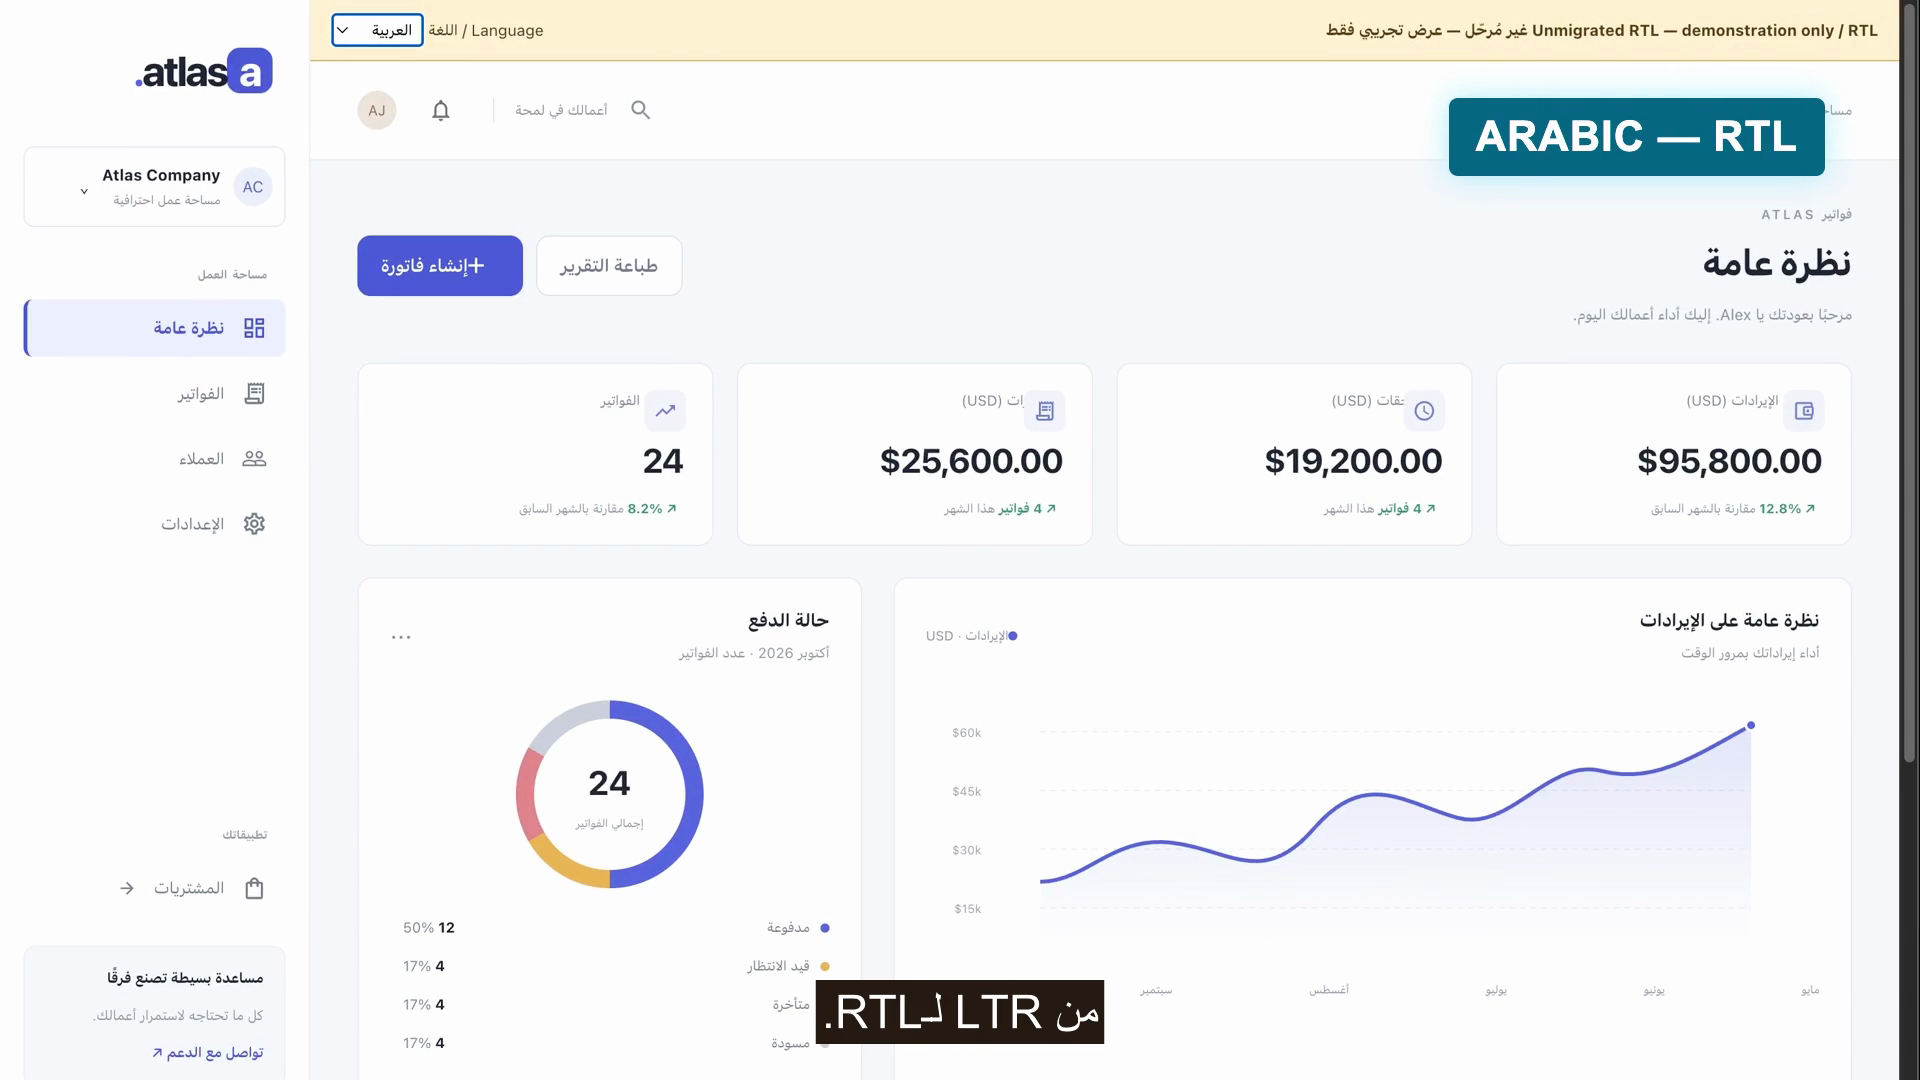 Unmigrated RTL — demonstration only / RTL غير مُرحّل — عرض تجريبي فقط
Language / اللغة
العربية
ARABIC — RTL
أعمالك في لمحة
AJ
atlas.
a
AC
Atlas Company
مساحة عمل احترافية
مساحة العمل
نظرة عامة
الفواتير
العملاء
الإعدادات
تطبيقاتك
المشتريات
مساعدة بسيطة تصنع فرقًا
كل ما تحتاجه لاستمرار أعمالك.
تواصل مع الدعم ↗
فواتير ATLAS
نظرة عامة
مرحبًا بعودتك يا Alex. إليك أداء أعمالك اليوم.
طباعة التقرير
+إنشاء فاتورة
الإيرادات (USD)
$95,800.00
↗ 12.8% مقارنة بالشهر السابق
(USD)
$19,200.00
↗ 4 فواتير هذا الشهر
(USD)
$25,600.00
↗ 4 فواتير هذا الشهر
الفواتير
24
↗ 8.2% مقارنة بالشهر السابق
نظرة عامة على الإيرادات
أداء إيراداتك بمرور الوقت
الإيرادات · USD
$60k
$45k
$30k
$15k
مايو
يونيو
يوليو
أغسطس
سبتمبر
حالة الدفع
أكتوبر 2026 · عدد الفواتير
24
إجمالي الفواتير
مدفوعة
12 50%
قيد الانتظار
4 17%
متأخرة
4 17%
مسودة
4 17%
من LTR لـRTL.